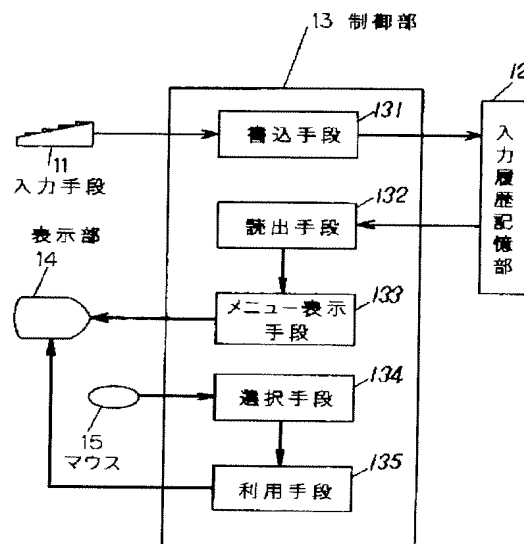 13 制御部
131
書込手段
12
入力履歴記憶部
11
入力手段
132
読出手段
表示部
14
133
メニュー表示
手段
134
選択手段
15
マウス
135
利用手段